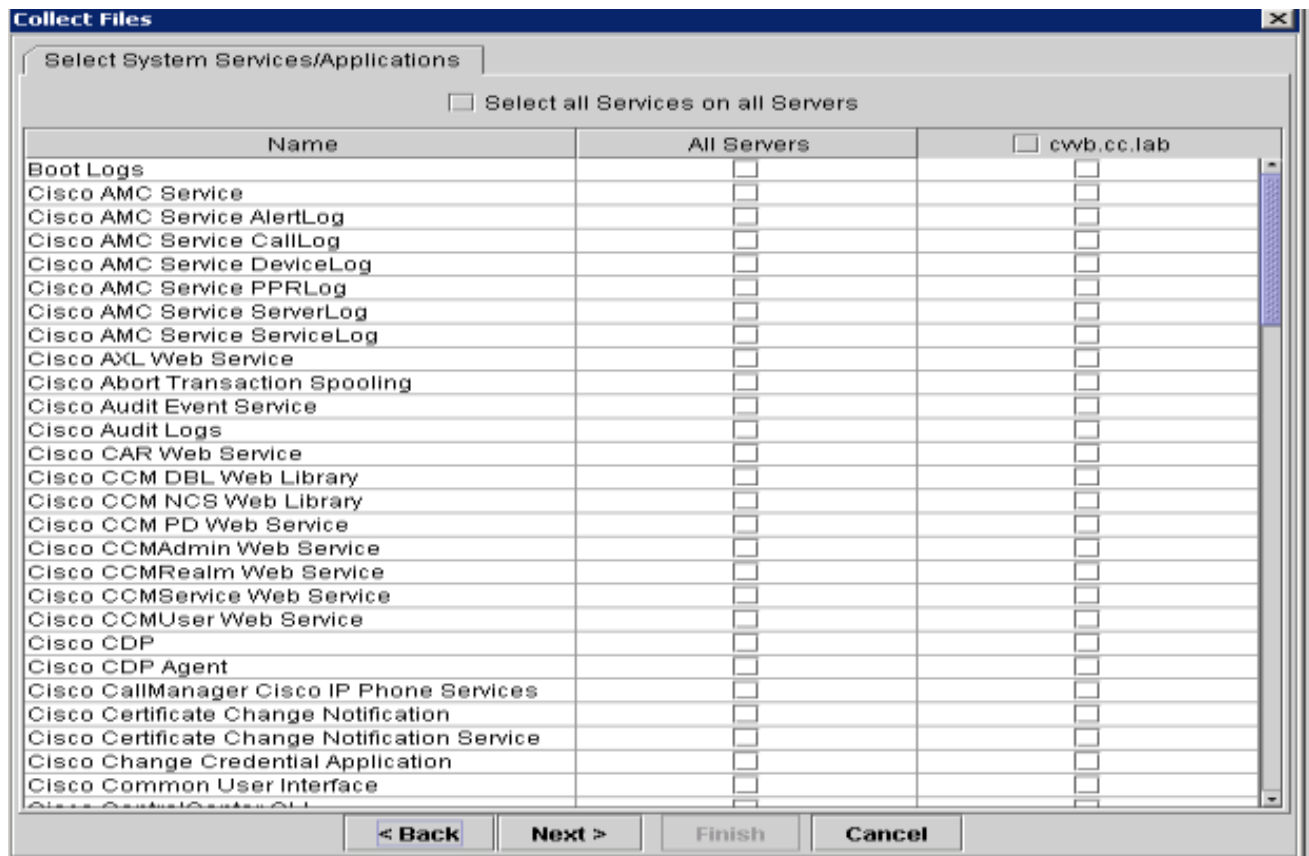 Collect Files
Select System Services/Applications
Select all Services on all Servers
Name All Servers cwb.cc.lab
Boot Logs
Cisco AMC Service
Cisco AMC Service AlertLog
Cisco AMC Service CallLog
Cisco AMC Service DeviceLog
Cisco AMC Service PPRLog
Cisco AMC Service ServerLog
Cisco AMC Service ServiceLog
Cisco AXL Web Service
Cisco Abort Transaction Spooling
Cisco Audit Event Service
Cisco Audit Logs
Cisco CAR Web Service
Cisco CCM DBL Web Library
Cisco CCM NCS Web Library
Cisco CCM PD Web Service
Cisco CCMAdmin Web Service
Cisco CCMRealm Web Service
Cisco CCMService Web Service
Cisco CCMUser Web Service
Cisco CDP
Cisco CDP Agent
Cisco CallManager Cisco IP Phone Services
Cisco Certificate Change Notification
Cisco Certificate Change Notification Service
Cisco Change Credential Application
Cisco Common User Interface
< Back Next > Finish Cancel